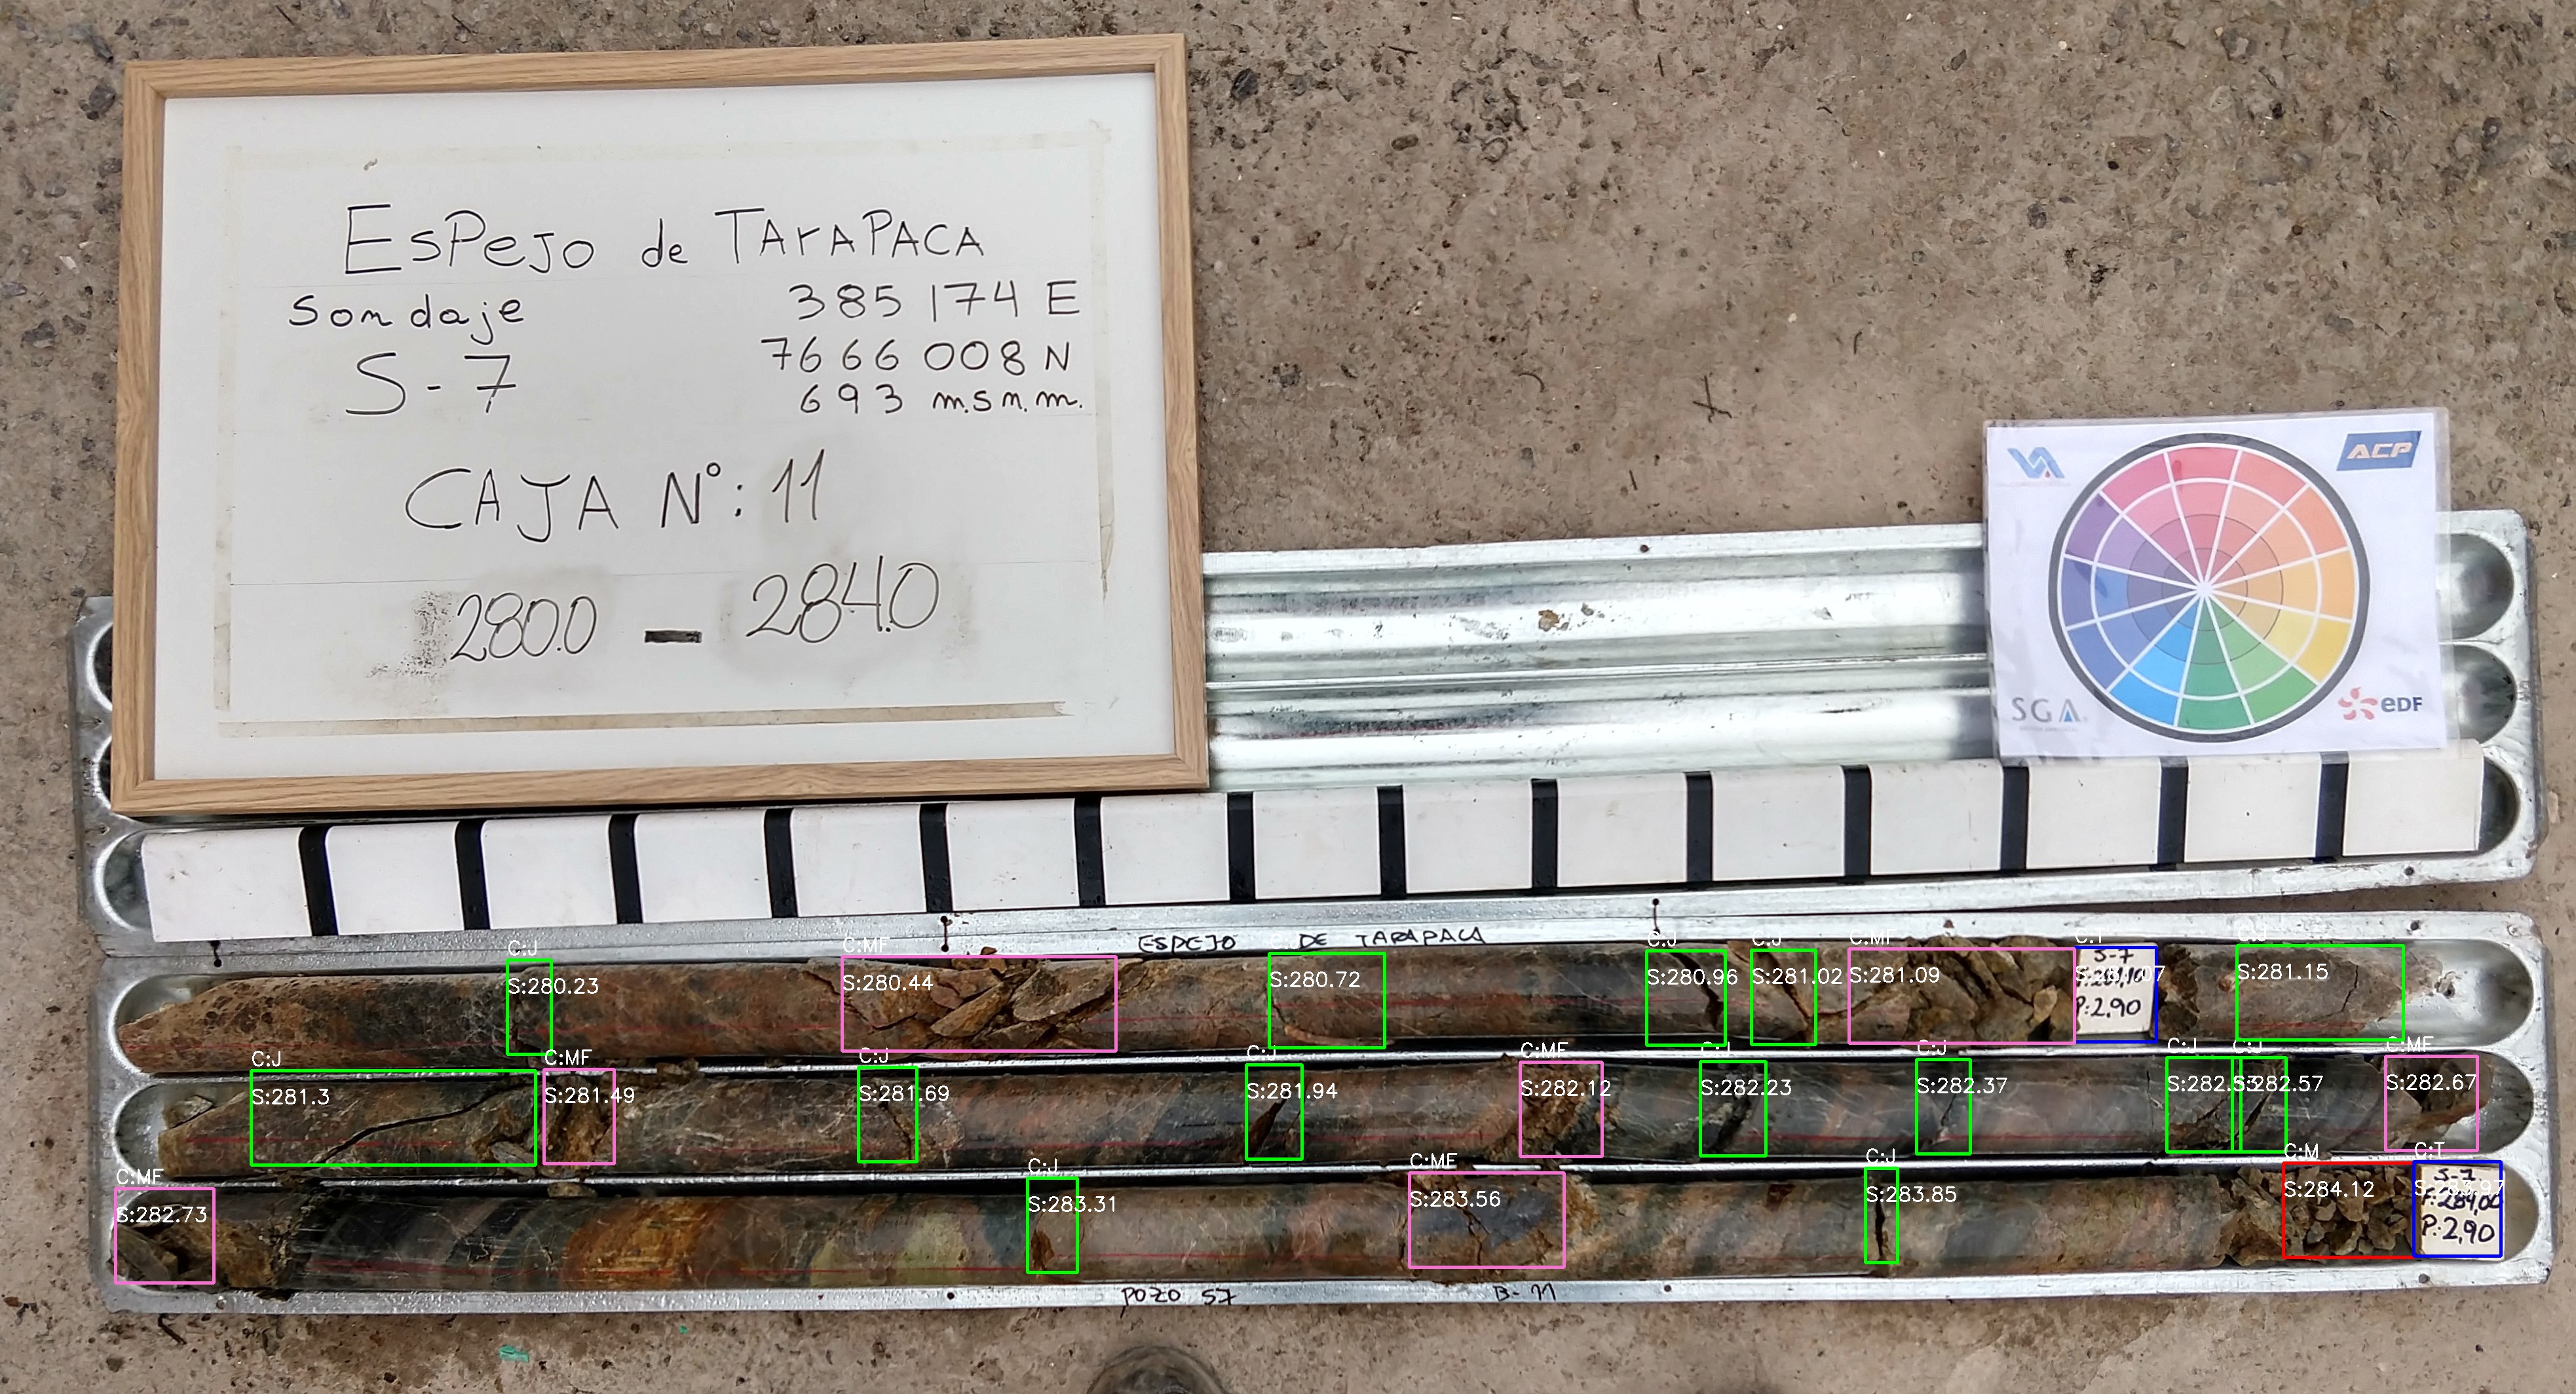 EsPeJo de TArAPACA
Sondaje
385 174 E
S-7
7666 008 N
693 m.s.n.m.
CAJA N°: 11
280.0 - 284.0
ACP
SGA
eDF
ESPEJO DE TARAPACA
C:J
S:280.23
C:MF
S:280.44
S:280.72
C:J
S:280.96
C:J
S:281.02
C:MF
S:281.09
C:T
S-7
P:2,90
C:J
S:281.15
C:J
S:281.3
C:MF
S:281.49
C:J
S:281.69
C:J
S:281.94
C:MF
S:282.12
C:J
S:282.23
C:J
S:282.37
C:J
S:282.53
C:J
S:282.57
C:MF
S:282.67
C:MF
S:282.73
C:J
S:283.31
C:MF
S:283.56
C:J
S:283.85
C:M
S:284.12
C:T
S-7
F:284,00
P:2,90
POZO S7
B-11